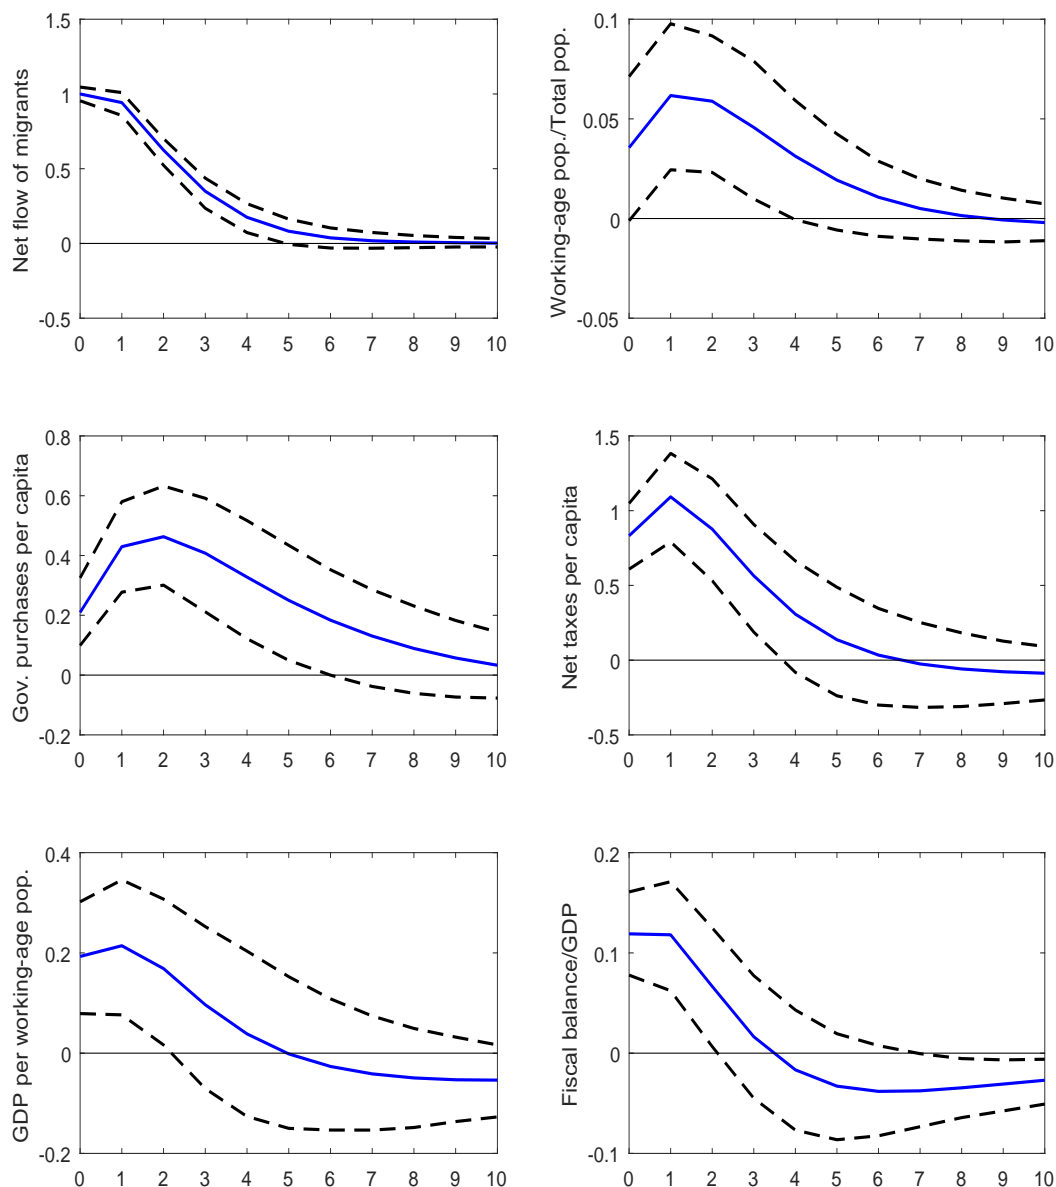 Net flow of migrants
1.5
1
0.5
0
-0.5
0 1 2 3 4 5 6 7 8 9 10
Working-age pop./Total pop.
0.1
0.05
0
-0.05
0 1 2 3 4 5 6 7 8 9 10
Gov. purchases per capita
0.8
0.6
0.4
0.2
0
-0.2
0 1 2 3 4 5 6 7 8 9 10
Net taxes per capita
1.5
1
0.5
0
-0.5
0 1 2 3 4 5 6 7 8 9 10
GDP per working-age pop.
0.4
0.2
0
-0.2
0 1 2 3 4 5 6 7 8 9 10
Fiscal balance/GDP
0.2
0.1
0
-0.1
0 1 2 3 4 5 6 7 8 9 10